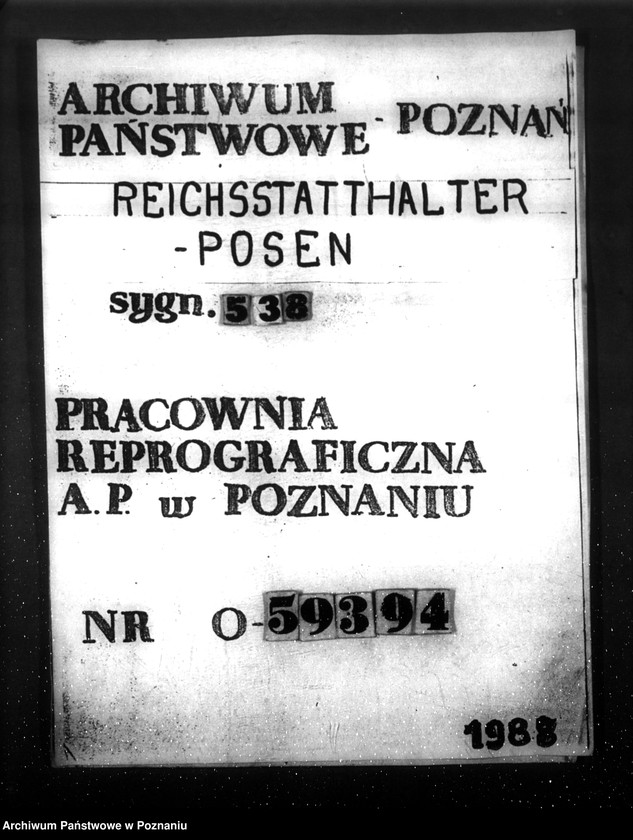 ARCHIWUM
PAŃSTWOWE - POZNAŃ
REICHSSTATTHALTER
-POSEN
sygn. 538
PRACOWNIA
REPROGRAFICZNA
A.P. w POZNANIU
NR O-59394
1988
Archiwum Państwowe w Poznaniu